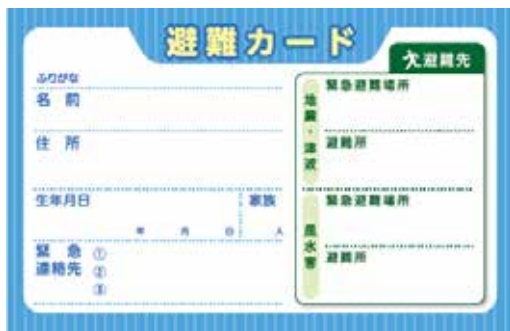 避難カード
ふりがな
名前
住所
生年月日
年 月 日
家族
人
緊急連絡先
①
②
③
避難先
地震・津波
緊急避難場所
避難所
風水害
緊急避難場所
避難所